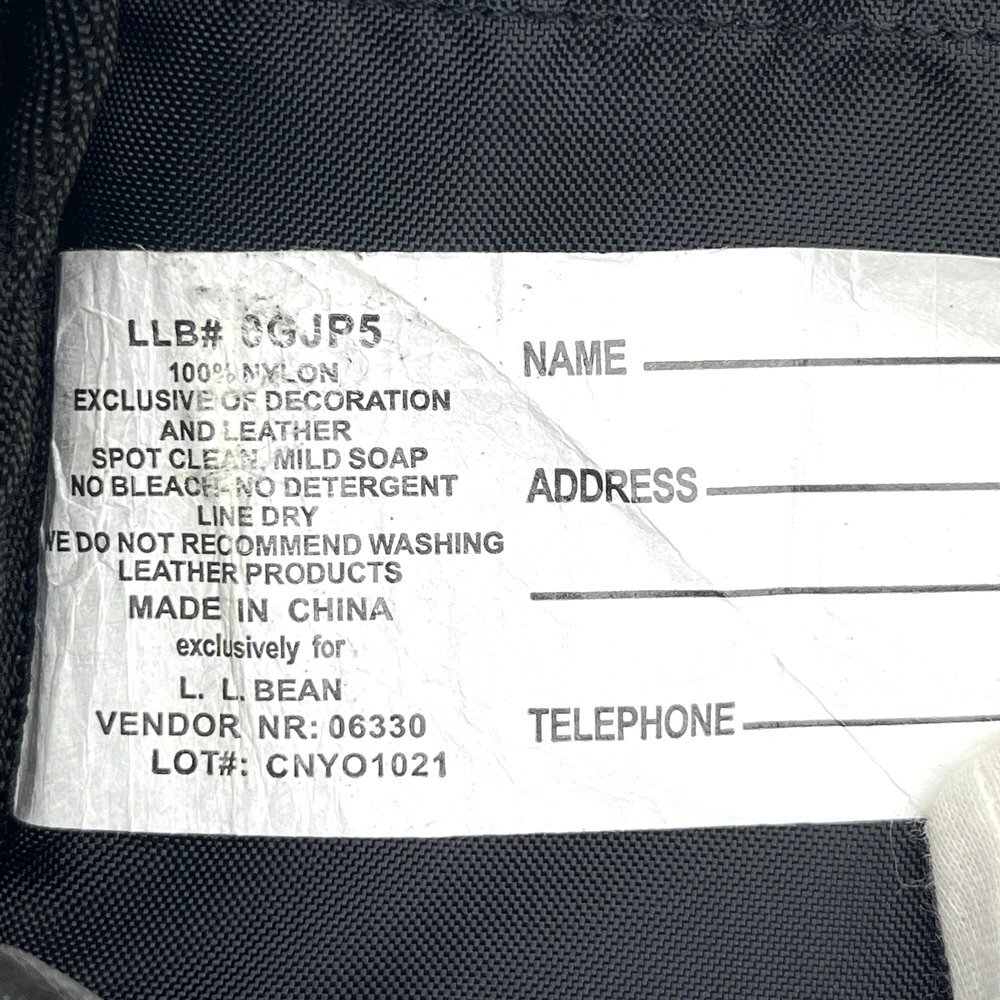 LLB# 0GJP5
100% NYLON
EXCLUSIVE OF DECORATION
AND LEATHER
SPOT CLEAN. MILD SOAP
NO BLEACH-NO DETERGENT
LINE DRY
WE DO NOT RECOMMEND WASHING
LEATHER PRODUCTS
MADE IN CHINA
exclusively for
L. L. BEAN
VENDOR NR: 06330
LOT#: CNYO1021
NAME
ADDRESS
TELEPHONE